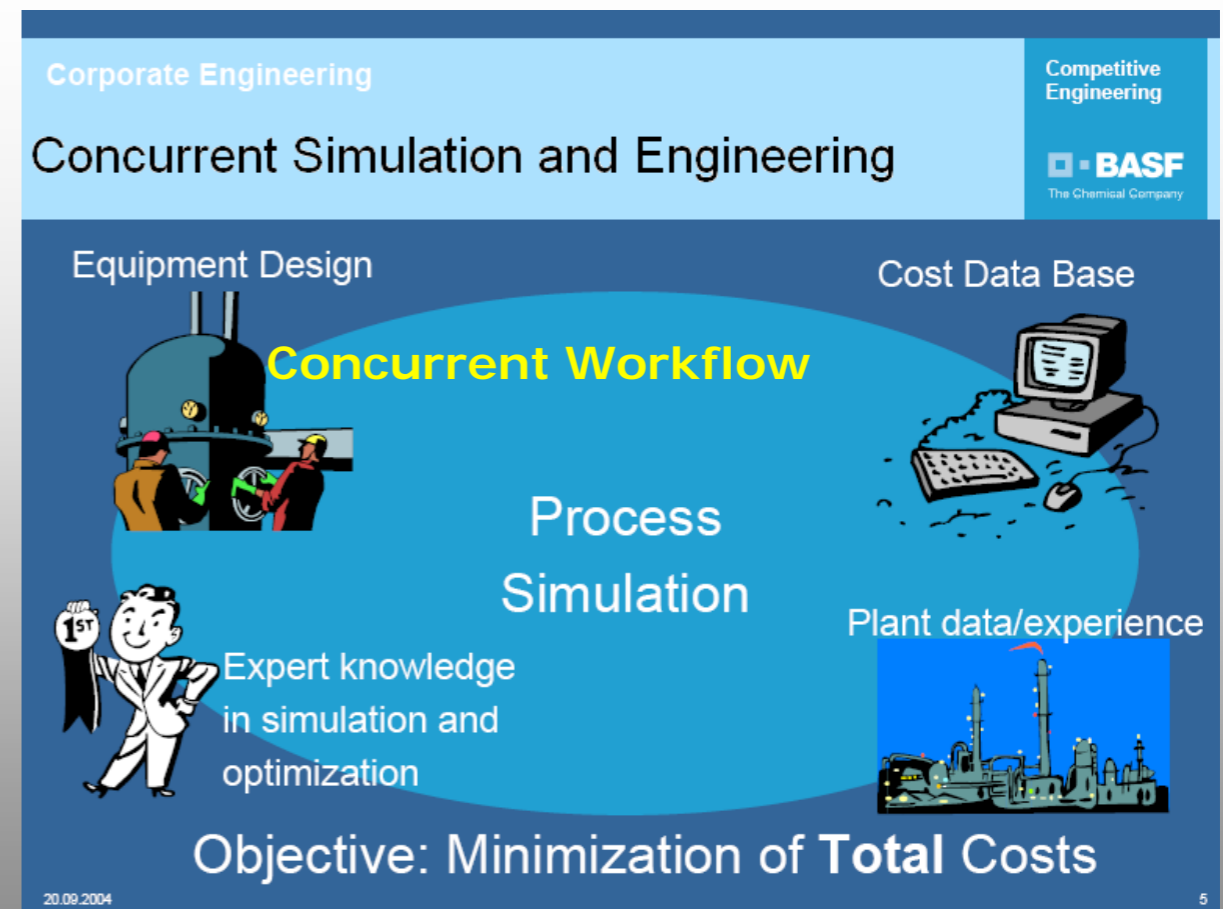 Corporate Engineering
Competitive
Engineering
Concurrent Simulation and Engineering
BASF
The Chemical Company
Equipment Design
Cost Data Base
Concurrent Workflow
Process
Simulation
1ST
Plant data/experience
Expert knowledge
in simulation and
optimization
Objective: Minimization of Total Costs
20.09.2004
5